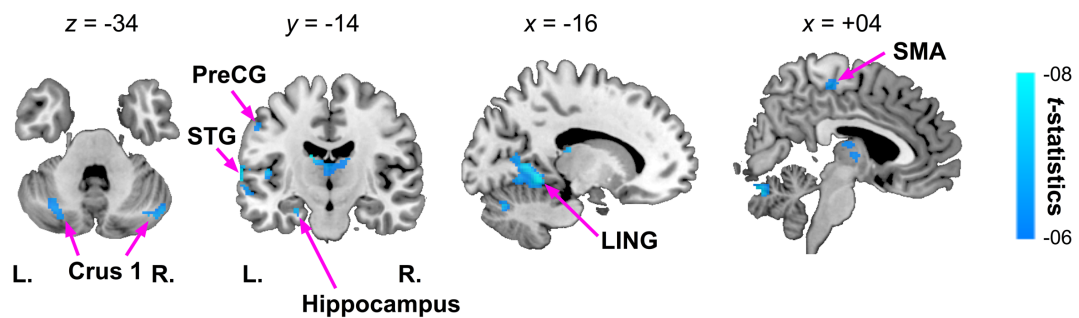 z = -34
y = -14
x = -16
x = +04
PreCG
STG
SMA
-08
t-statistics
-06
LING
L.
Crus 1
R.
L.
R.
Hippocampus